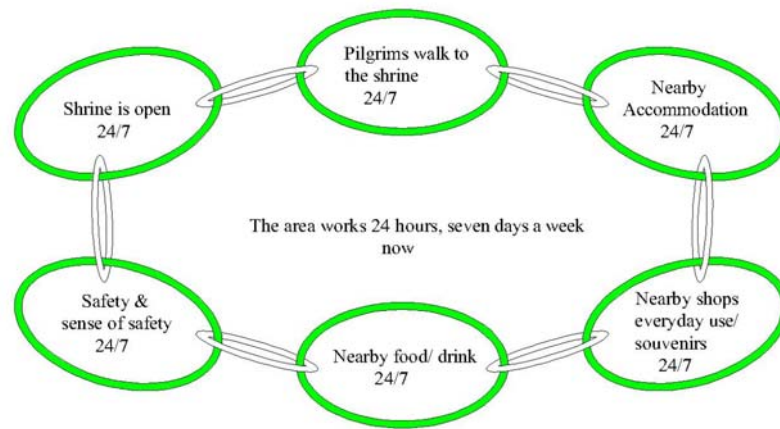 Shrine is open
24/7
Pilgrims walk to
the shrine
24/7
Nearby
Accommodation
24/7
The area works 24 hours, seven days a week
now
Safety &
sense of safety
24/7
Nearby food/ drink
24/7
Nearby shops
everyday use/
souvenirs
24/7